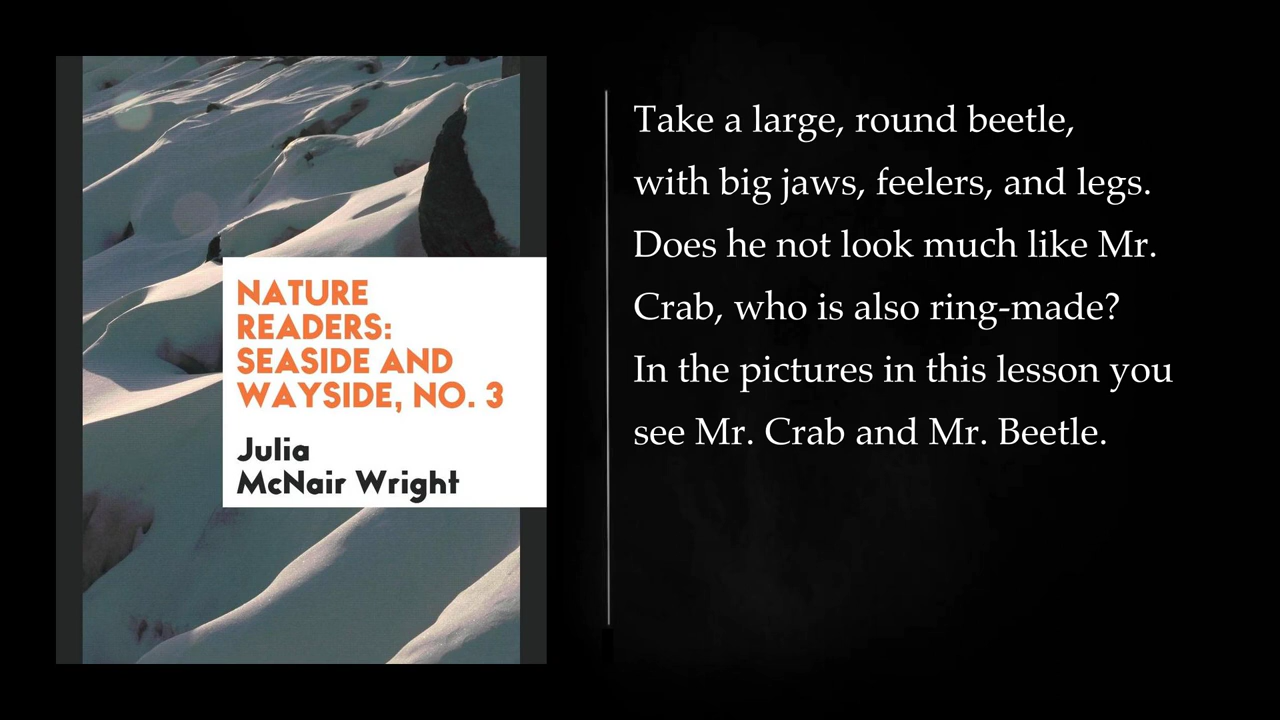 NATURE
READERS:
SEASIDE AND
WAYSIDE, NO. 3
Julia
McNair Wright
Take a large, round beetle,
with big jaws, feelers, and legs.
Does he not look much like Mr.
Crab, who is also ring-made?
In the pictures in this lesson you
see Mr. Crab and Mr. Beetle.